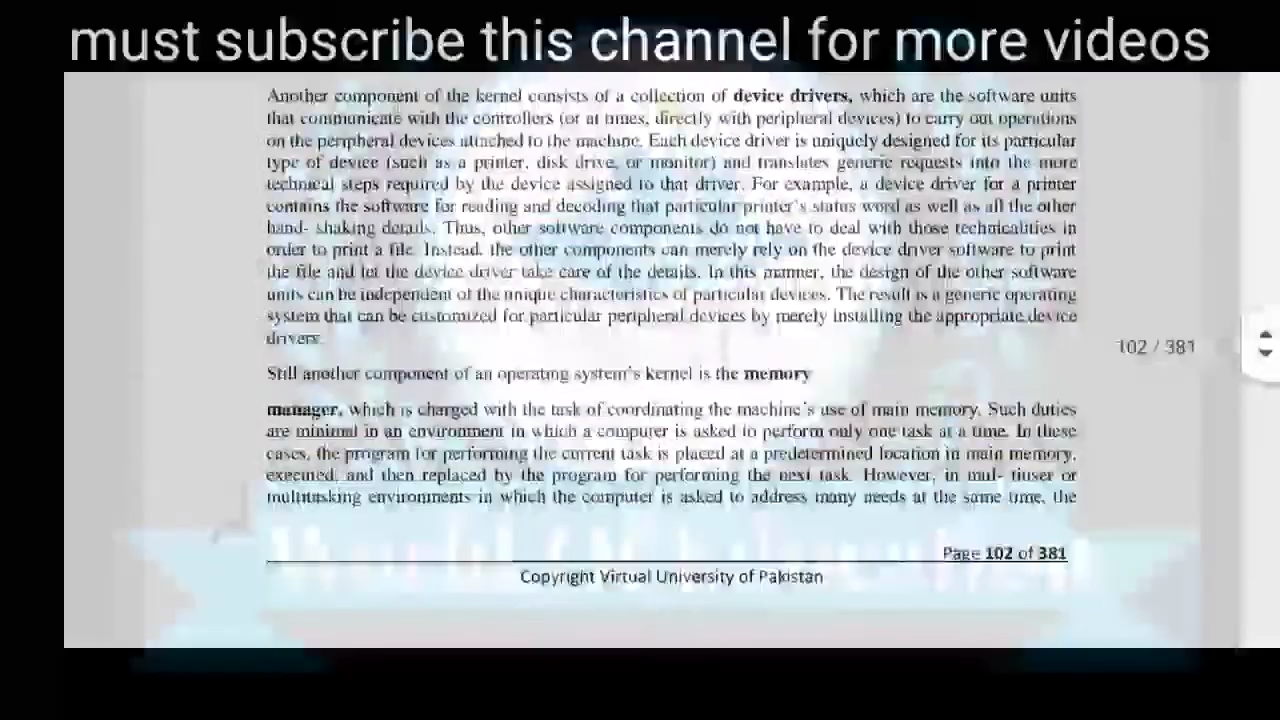 must subscribe this channel for more videos
Another component of the kernel consists of a collection of device drivers, which are the software units
that communicate with the controllers (or at times, directly with peripheral devices) to carry out operations
on the peripheral devices attached to the machine. Each device driver is uniquely designed for its particular
type of device (such as a printer, disk drive, or monitor) and translates generic requests into the more
technical steps required by the device assigned to that driver. For example, a device driver for a printer
contains the software for reading and decoding that particular printer's status word as well as all the other
hand- shaking details. Thus, other software components do not have to deal with those technicalities in
order to print a file. Instead, the other components can merely rely on the device driver software to print
the file and let the device driver take care of the details. In this manner, the design of the other software
units can be independent of the unique characteristics of particular devices. The result is a generic operating
system that can be customized for particular peripheral devices by merely installing the appropriate device
drivers.
102 / 381
Still another component of an operating system's kernel is the memory
manager, which is charged with the task of coordinating the machine's use of main memory. Such duties
are minimal in an environment in which a computer is asked to perform only one task at a time. In these
cases, the program for performing the current task is placed at a predetermined location in main memory,
executed, and then replaced by the program for performing the next task. However, in mul- tiuser or
multitasking environments in which the computer is asked to address many needs at the same time, the
Page 102 of 381
Copyright Virtual University of Pakistan